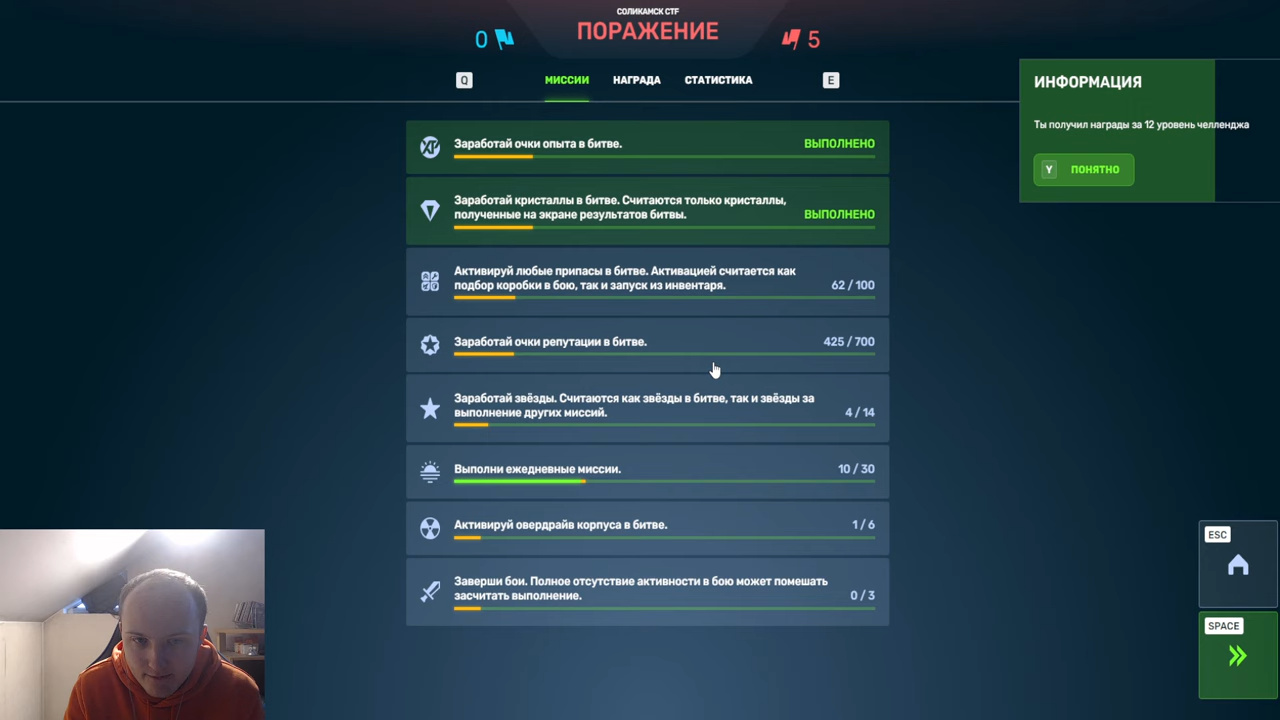 СОЛИКАМСК CTF
ПОРАЖЕНИЕ
0
5
Q
МИССИИ
НАГРАДА
СТАТИСТИКА
E
ИНФОРМАЦИЯ
Ты получил награды за 12 уровень челленджа
Y
ПОНЯТНО
XP
Заработай очки опыта в битве.
ВЫПОЛНЕНО
Заработай кристаллы в битве. Считаются только кристаллы,
полученные на экране результатов битвы.
ВЫПОЛНЕНО
Активируй любые припасы в битве. Активацией считается как
подбор коробки в бою, так и запуск из инвентаря.
62 / 100
Заработай очки репутации в битве.
425 / 700
Заработай звёзды. Считаются как звёзды в битве, так и звёзды за
выполнение других миссий.
4 / 14
Выполни ежедневные миссии.
10 / 30
Активируй овердрайв корпуса в битве.
1 / 6
Заверши бои. Полное отсутствие активности в бою может помешать
засчитать выполнение.
0 / 3
ESC
SPACE